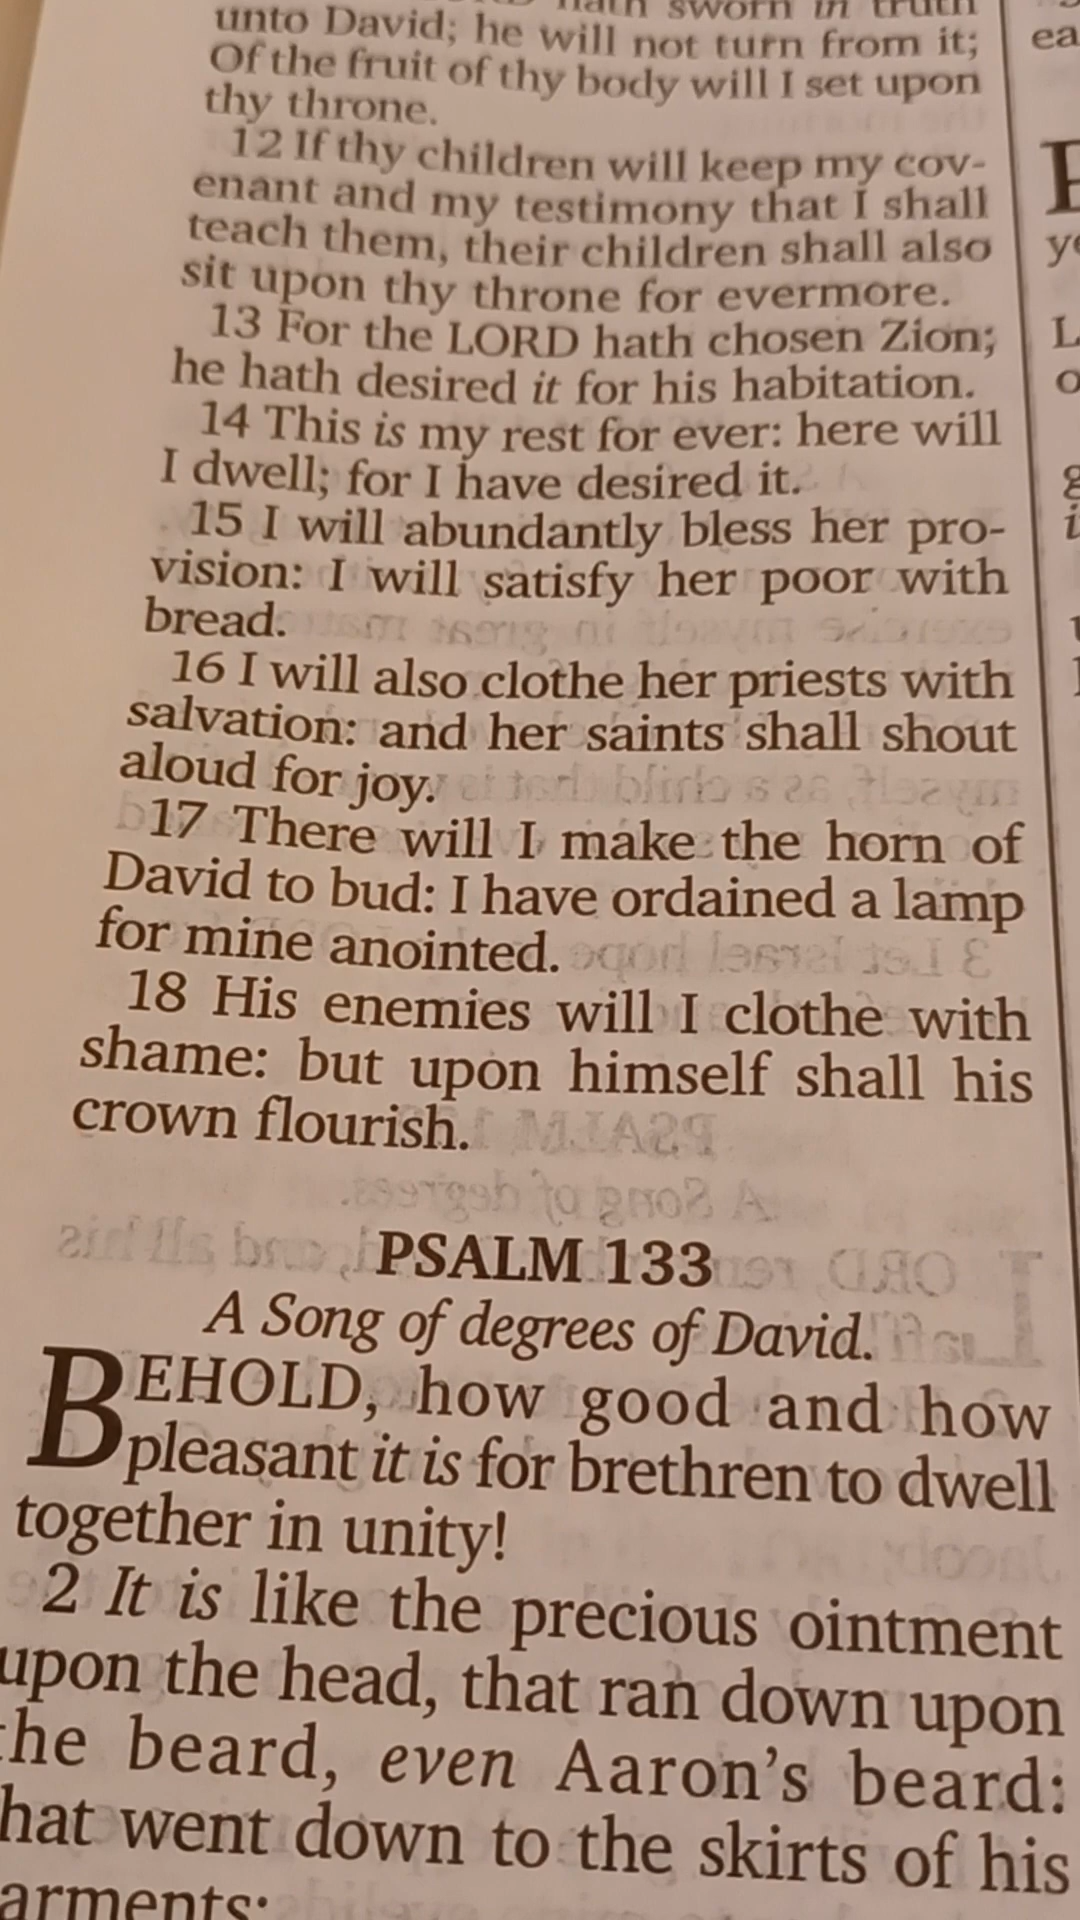 hath sworn in truth
unto David; he will not turn from it;
Of the fruit of thy body will I set upon
thy throne.
12 If thy children will keep my cov-
enant and my testimony that I shall
teach them, their children shall also
sit upon thy throne for evermore.
13 For the LORD hath chosen Zion;
he hath desired it for his habitation.
14 This is my rest for ever: here will
I dwell; for I have desired it.
15 I will abundantly bless her pro-
vision: I will satisfy her poor with
bread.
16 I will also clothe her priests with
salvation: and her saints shall shout
aloud for joy.
17 There will I make the horn of
David to bud: I have ordained a lamp
for mine anointed.
18 His enemies will I clothe with
shame: but upon himself shall his
crown flourish.
PSALM 133
A Song of degrees of David.
BEHOLD, how good and how
pleasant it is for brethren to dwell
together in unity!
2 It is like the precious ointment
upon the head, that ran down upon
the beard, even Aaron's beard:
hat went down to the skirts of his
arments;